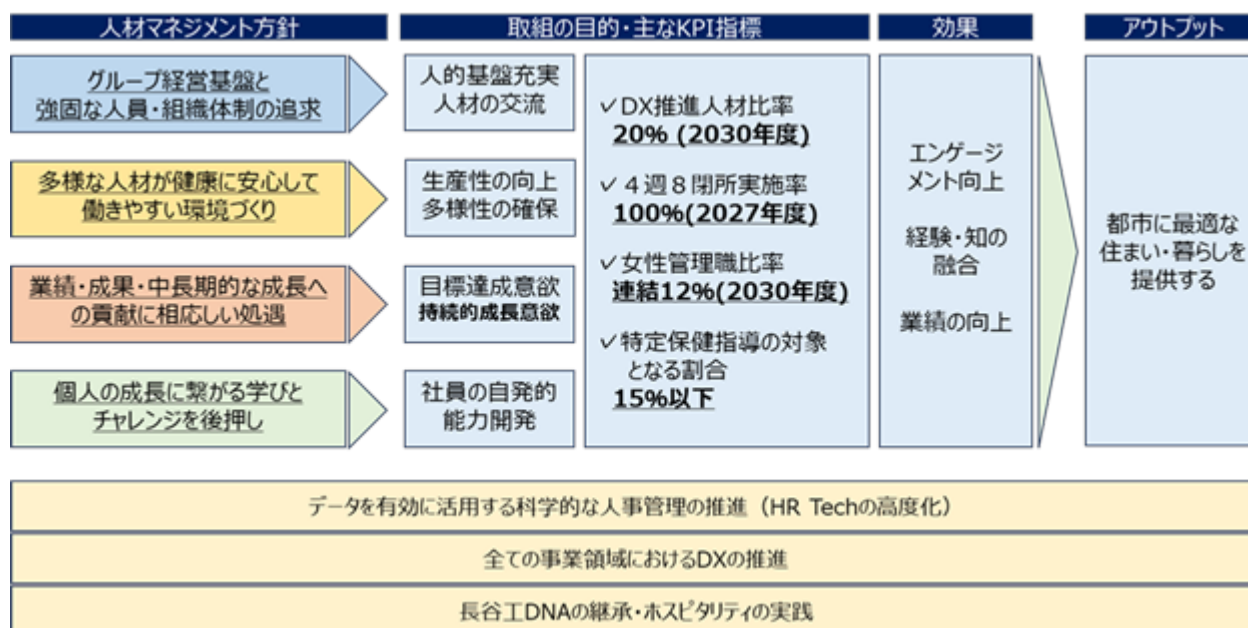 人材マネジメント方針
取組の目的・主なKPI指標
効果
アウトプット
グループ経営基盤と
強固な人員・組織体制の追求
人的基盤充実
人材の交流
多様な人材が健康に安心して
働きやすい環境づくり
生産性の向上
多様性の確保
業績・成果・中長期的な成長へ
の貢献に相応しい処遇
目標達成意欲
持続的成長意欲
個人の成長に繋がる学びと
チャレンジを後押し
社員の自発的
能力開発
✓DX推進人材比率
20% (2030年度)
✓４週８閉所実施率
100%(2027年度)
✓女性管理職比率
連結12%(2030年度)
✓特定保健指導の対象
となる割合
15%以下
エンゲージ
メント向上
経験・知の
融合
業績の向上
都市に最適な
住まい・暮らしを
提供する
データを有効に活用する科学的な人事管理の推進（HR Techの高度化）
全ての事業領域におけるDXの推進
長谷工DNAの継承・ホスピタリティの実践